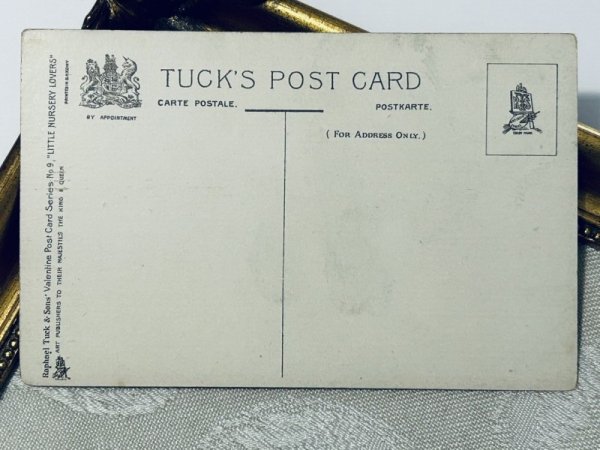 TUCK'S POST CARD
CARTE POSTALE.
POSTKARTE.
BY APPOINTMENT
( FOR ADDRESS ONLY.)
Raphael Tuck & Sons' Valentine Post Card Series No 9. "LITTLE NURSERY LOVERS"
ART PUBLISHERS TO THEIR MAJESTIES THE KING & QUEEN